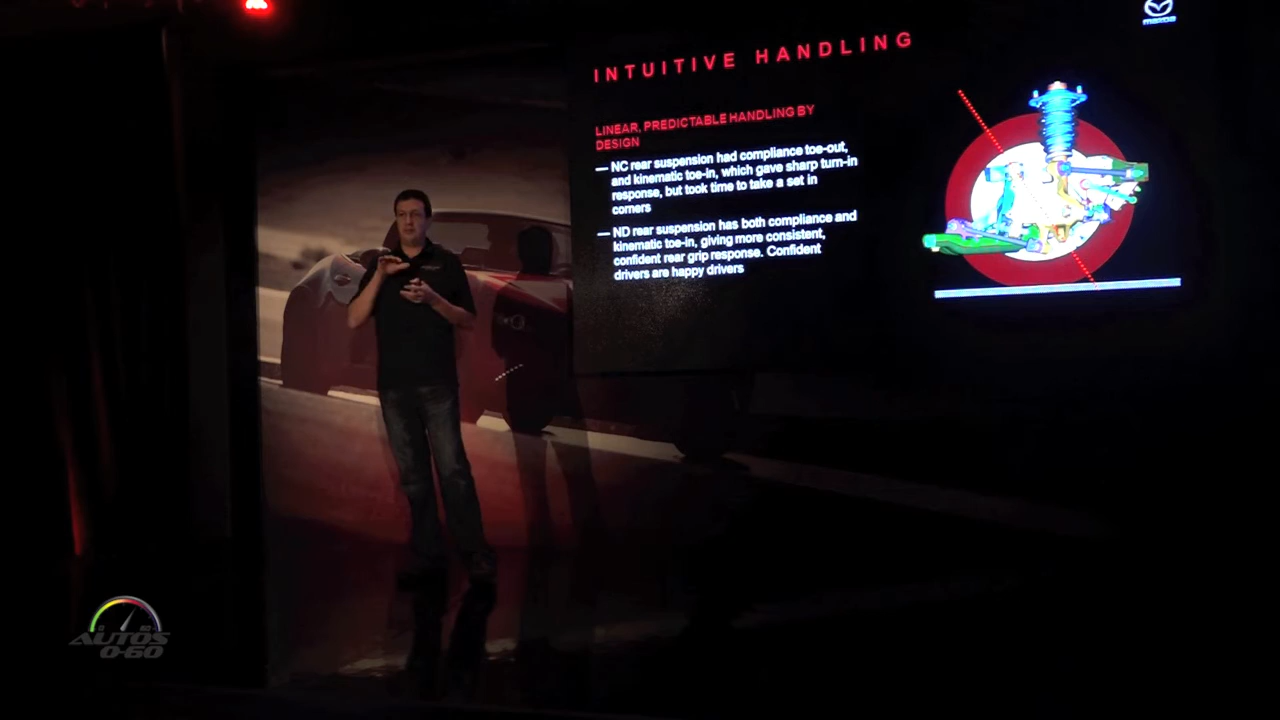 mazda
INTUITIVE HANDLING
LINEAR, PREDICTABLE HANDLING BY
DESIGN
— NC rear suspension had compliance toe-out,
and kinematic toe-in, which gave sharp turn-in
response, but took time to take a set in
corners
— ND rear suspension has both compliance and
kinematic toe-in, giving more consistent,
confident rear grip response. Confident
drivers are happy drivers
AUTOS
0-60